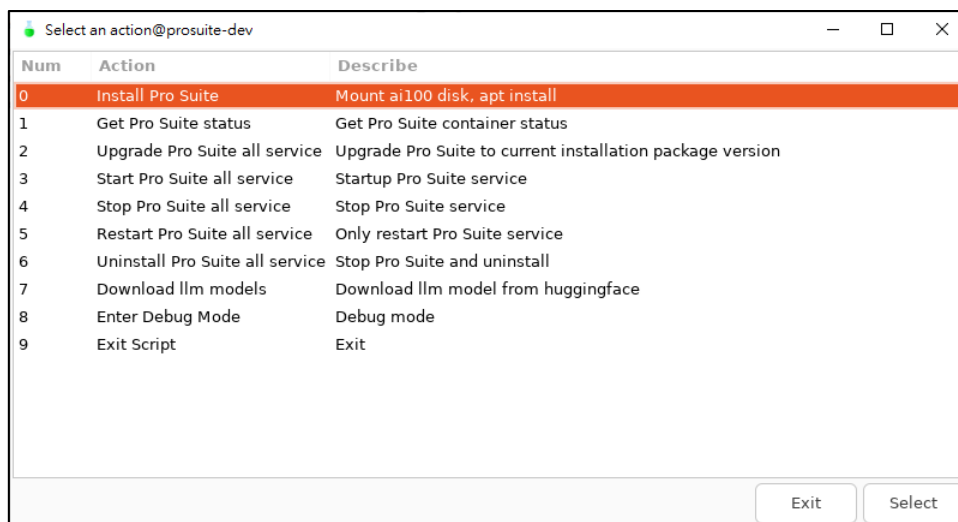 Select an action@prosuite-dev
Num Action Describe
0 Install Pro Suite Mount ai100 disk, apt install
1 Get Pro Suite status Get Pro Suite container status
2 Upgrade Pro Suite all service Upgrade Pro Suite to current installation package version
3 Start Pro Suite all service Startup Pro Suite service
4 Stop Pro Suite all service Stop Pro Suite service
5 Restart Pro Suite all service Only restart Pro Suite service
6 Uninstall Pro Suite all service Stop Pro Suite and uninstall
7 Download llm models Download llm model from huggingface
8 Enter Debug Mode Debug mode
9 Exit Script Exit
Exit Select